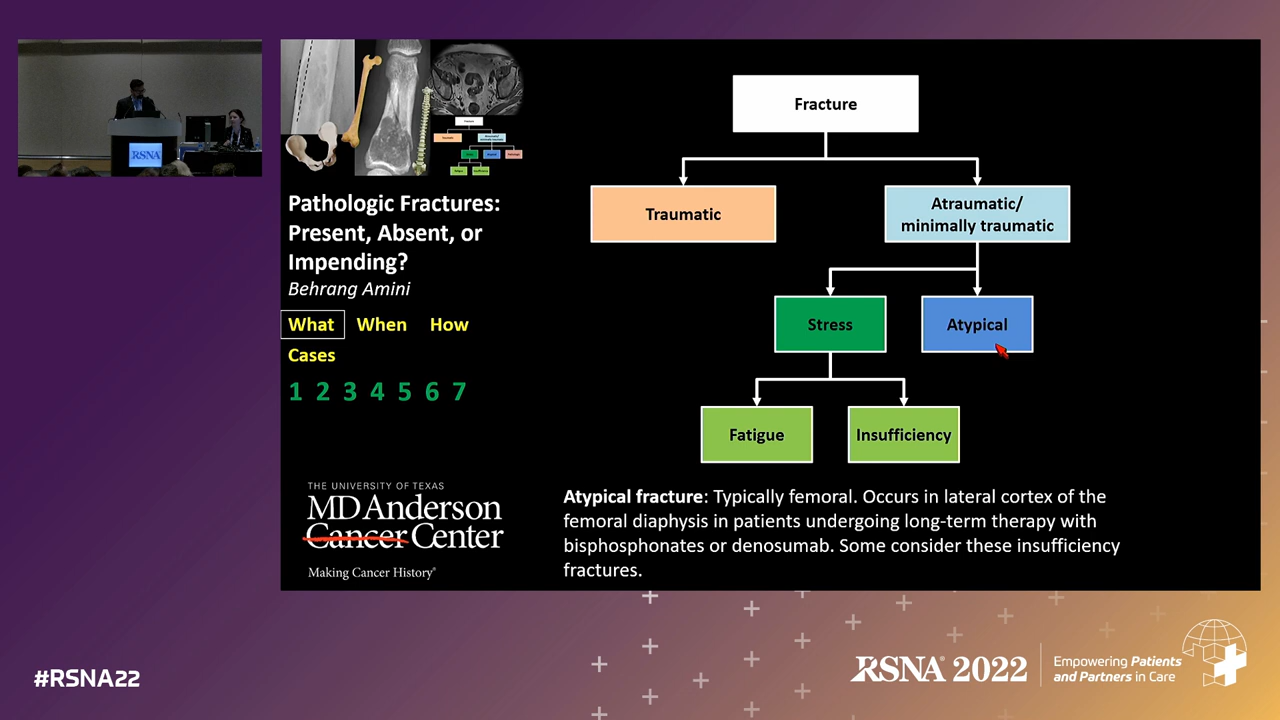 RSNA
Pathologic Fractures:
Present, Absent, or
Impending?
Behrang Amini
What When How
Cases
1 2 3 4 5 6 7
THE UNIVERSITY OF TEXAS
MD Anderson
Cancer Center
Making Cancer History®
Fracture
Traumatic
Atraumatic/
minimally traumatic
Stress
Atypical
Fatigue
Insufficiency
Atypical fracture: Typically femoral. Occurs in lateral cortex of the
femoral diaphysis in patients undergoing long-term therapy with
bisphosphonates or denosumab. Some consider these insufficiency
fractures.
#RSNA22
RSNA® 2022
Empowering Patients
and Partners in Care